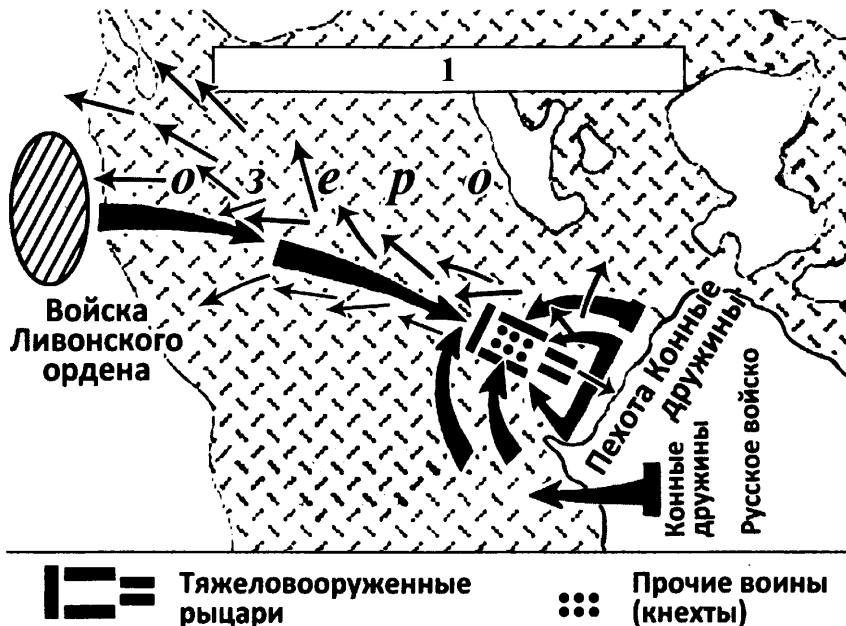 1
о з е р о
Войска
Ливонского
ордена
Пехота Конные
дружины
Конные
дружины
Русское войско
Тяжеловооруженные
рыцари
Прочие воины
(кнехты)